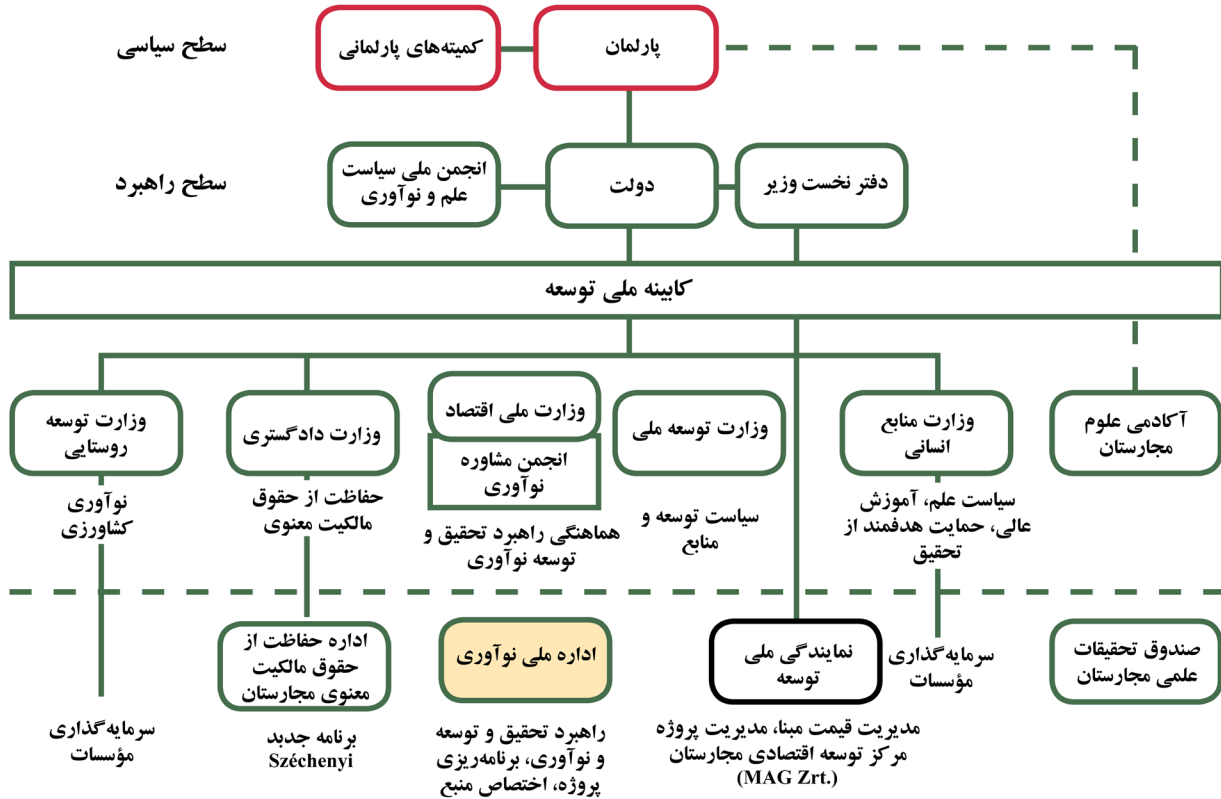 سطح سیاسی
پارلمان
کمیته‌های پارلمانی
سطح راهبرد
دفتر نخست وزیر
دولت
انجمن ملی سیاست
علم و نوآوری
کابینه ملی توسعه
آکادمی علوم
مجارستان
وزارت منابع
انسانی
سیاست علم، آموزش
عالی، حمایت هدفمند از
تحقیق
وزارت توسعه ملی
سیاست توسعه و
منابع
وزارت ملی اقتصاد
انجمن مشاوره
نوآوری
هماهنگی راهبرد تحقیق و
توسعه نوآوری
وزارت دادگستری
حفاظت از حقوق
مالکیت معنوی
وزارت توسعه
روستایی
نوآوری
کشاورزی
صندوق تحقیقات
علمی مجارستان
سرمایه‌گذاری
مؤسسات
نمایندگی ملی
توسعه
مدیریت قیمت مبنا، مدیریت پروژه
مرکز توسعه اقتصادی مجارستان
(MAG Zrt.)
اداره ملی نوآوری
راهبرد تحقیق و توسعه
و نوآوری، برنامه‌ریزی
پروژه، اختصاص منبع
اداره حفاظت از
حقوق مالکیت
معنوی مجارستان
برنامه جدبد
Széchenyi
سرمایه‌گذاری
مؤسسات